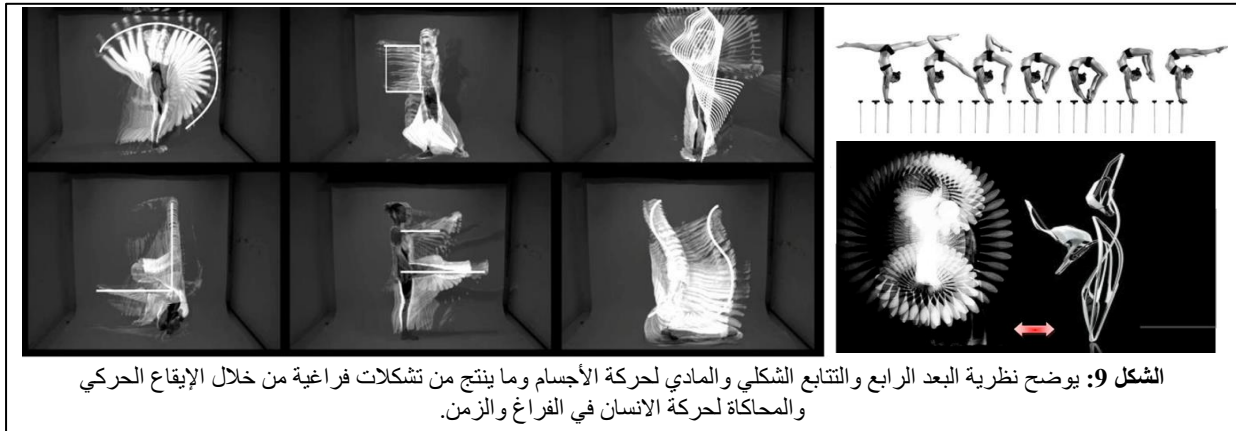 الشكل 9: يوضح نظرية البعد الرابع والتتابع الشكلي والمادي لحركة الأجسام وما ينتج من تشكلات فراغية من خلال الإيقاع الحركي
والمحاكاة لحركة الانسان في الفراغ والزمن.